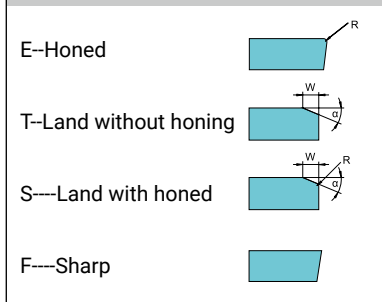 R
E--Honed
W
T--Land without honing
α
W
R
S----Land with honed
α
F----Sharp